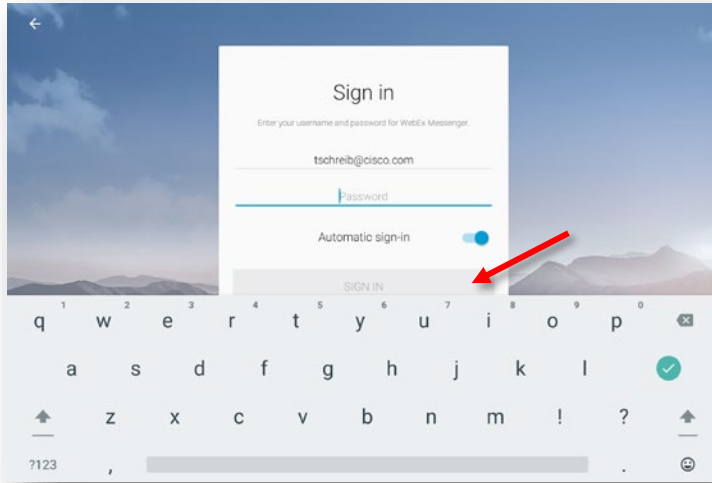 Sign in
Enter your username and password for WebEx Messenger.
tschreib@cisco.com
Password
Automatic sign-in
SIGN IN
1 2 3 4 5 6 7 8 9 0
q w e r t y u i o p
a s d f g h j k l
z x c v b n m ! ?
?123 , .